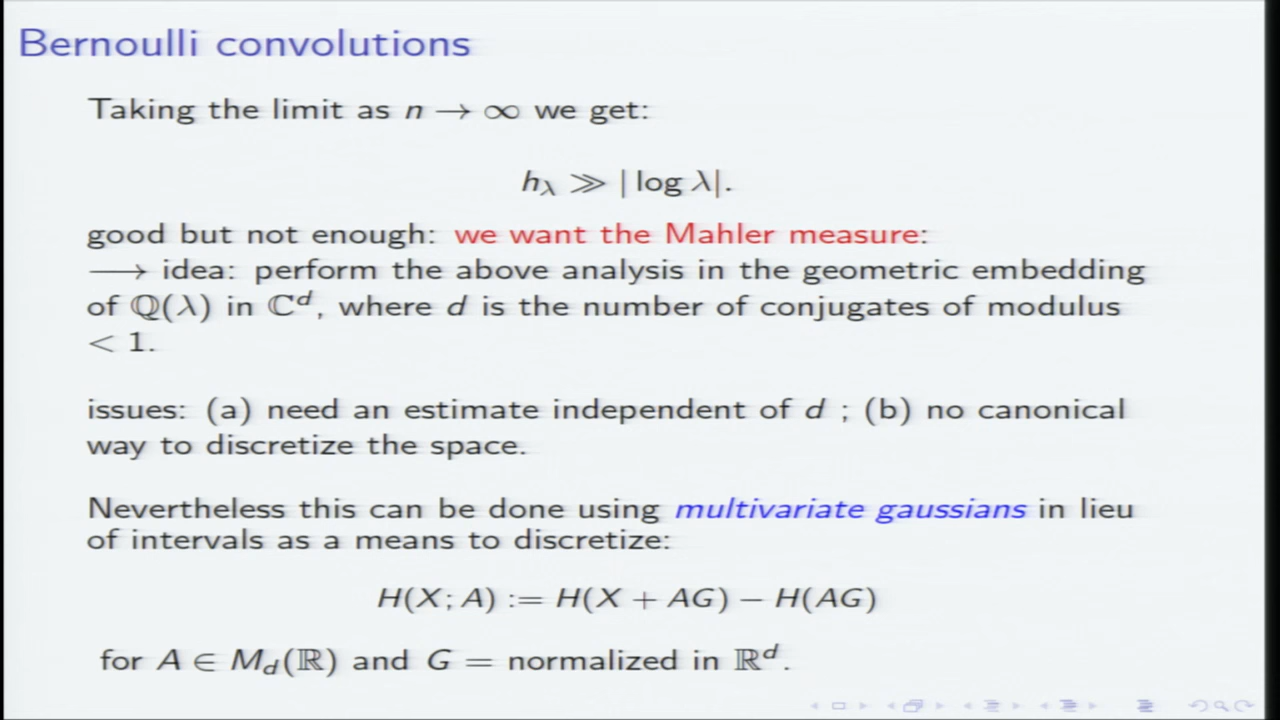 Bernoulli convolutions
Taking the limit as n → ∞ we get:
h_λ ≫ | log λ|.
good but not enough: we want the Mahler measure:
⟶ idea: perform the above analysis in the geometric embedding
of ℚ(λ) in ℂ^d, where d is the number of conjugates of modulus
< 1.
issues: (a) need an estimate independent of d ; (b) no canonical
way to discretize the space.
Nevertheless this can be done using multivariate gaussians in lieu
of intervals as a means to discretize:
H(X; A) := H(X + AG) − H(AG)
for A ∈ M_d(ℝ) and G = normalized in ℝ^d.